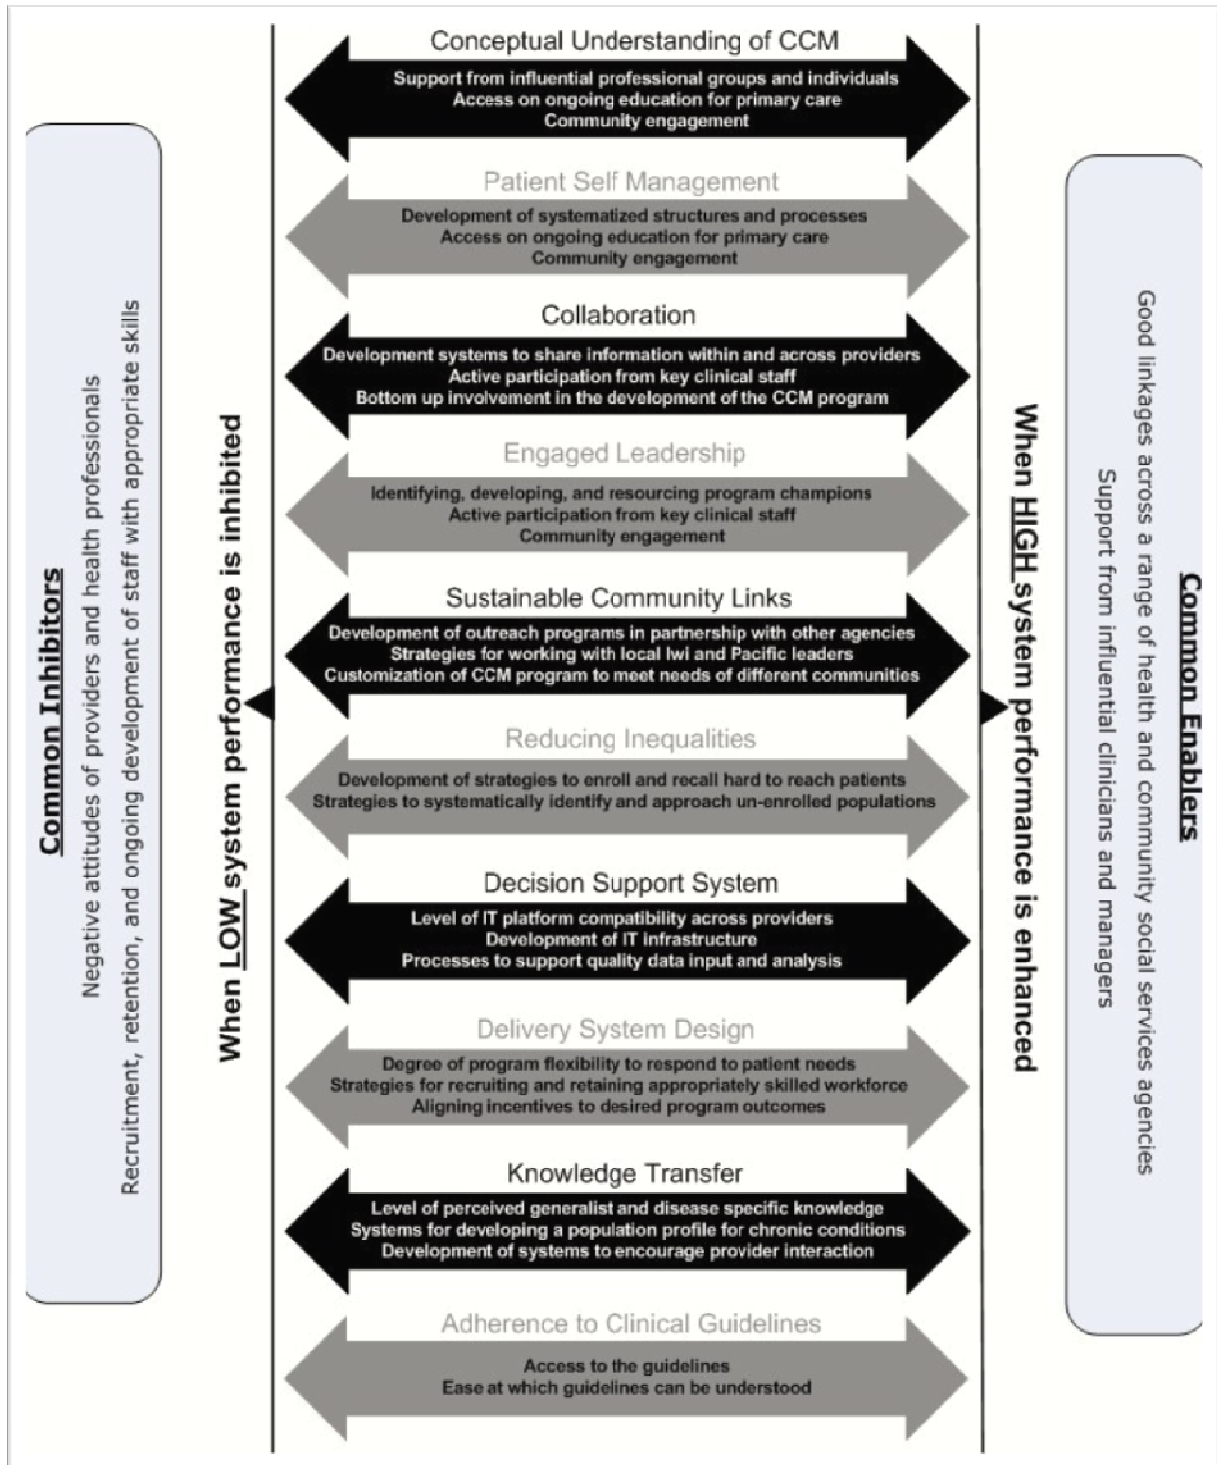 Common Inhibitors
Negative attitudes of providers and health professionals
Recruitment, retention, and ongoing development of staff with appropriate skills
When LOW system performance is inhibited
Conceptual Understanding of CCM
Support from influential professional groups and individuals
Access on ongoing education for primary care
Community engagement
Patient Self Management
Development of systematized structures and processes
Access on ongoing education for primary care
Community engagement
Collaboration
Development systems to share information within and across providers
Active participation from key clinical staff
Bottom up involvement in the development of the CCM program
Engaged Leadership
Identifying, developing, and resourcing program champions
Active participation from key clinical staff
Community engagement
Sustainable Community Links
Development of outreach programs in partnership with other agencies
Strategies for working with local Iwi and Pacific leaders
Customization of CCM program to meet needs of different communities
Reducing Inequalities
Development of strategies to enroll and recall hard to reach patients
Strategies to systematically identify and approach un-enrolled populations
Decision Support System
Level of IT platform compatibility across providers
Development of IT infrastructure
Processes to support quality data input and analysis
Delivery System Design
Degree of program flexibility to respond to patient needs
Strategies for recruiting and retaining appropriately skilled workforce
Aligning incentives to desired program outcomes
Knowledge Transfer
Level of perceived generalist and disease specific knowledge
Systems for developing a population profile for chronic conditions
Development of systems to encourage provider interaction
Adherence to Clinical Guidelines
Access to the guidelines
Ease at which guidelines can be understood
When HIGH system performance is enhanced
Common Enablers
Good linkages across a range of health and community social services agencies
Support from influential clinicians and managers